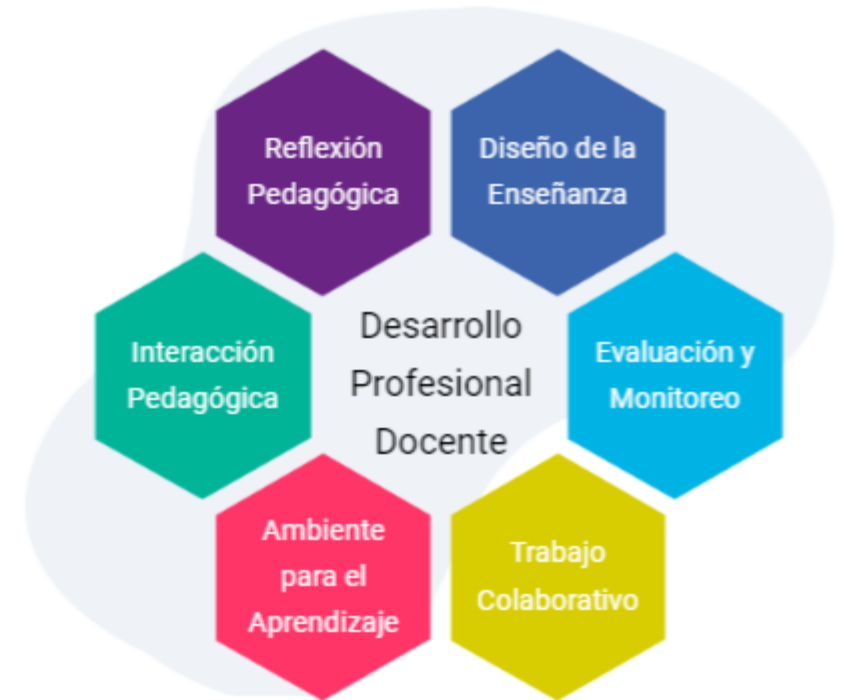 Reflexión
Pedagógica
Diseño de la
Enseñanza
Interacción
Pedagógica
Desarrollo
Profesional
Docente
Evaluación y
Monitoreo
Ambiente
para el
Aprendizaje
Trabajo
Colaborativo